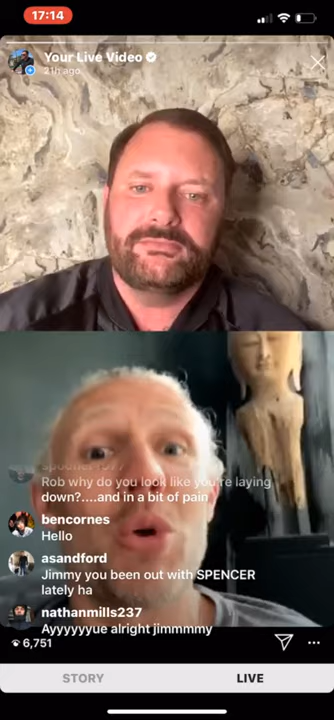 17:14
Your Live Video
21h ago
Rob why do you look like you're laying
down?....and in a bit of pain
bencornes
Hello
asandford
Jimmy you been out with SPENCER
lately ha
nathanmills237
Ayyyyyyue alright jimmmmy
6,751
STORY LIVE